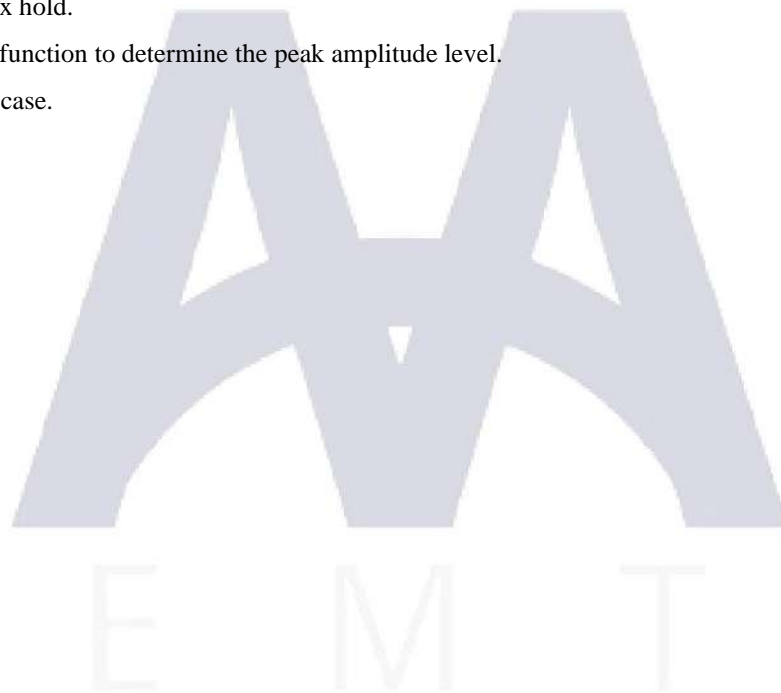 x hold.
function to determine the peak amplitude level.
case.
E M T